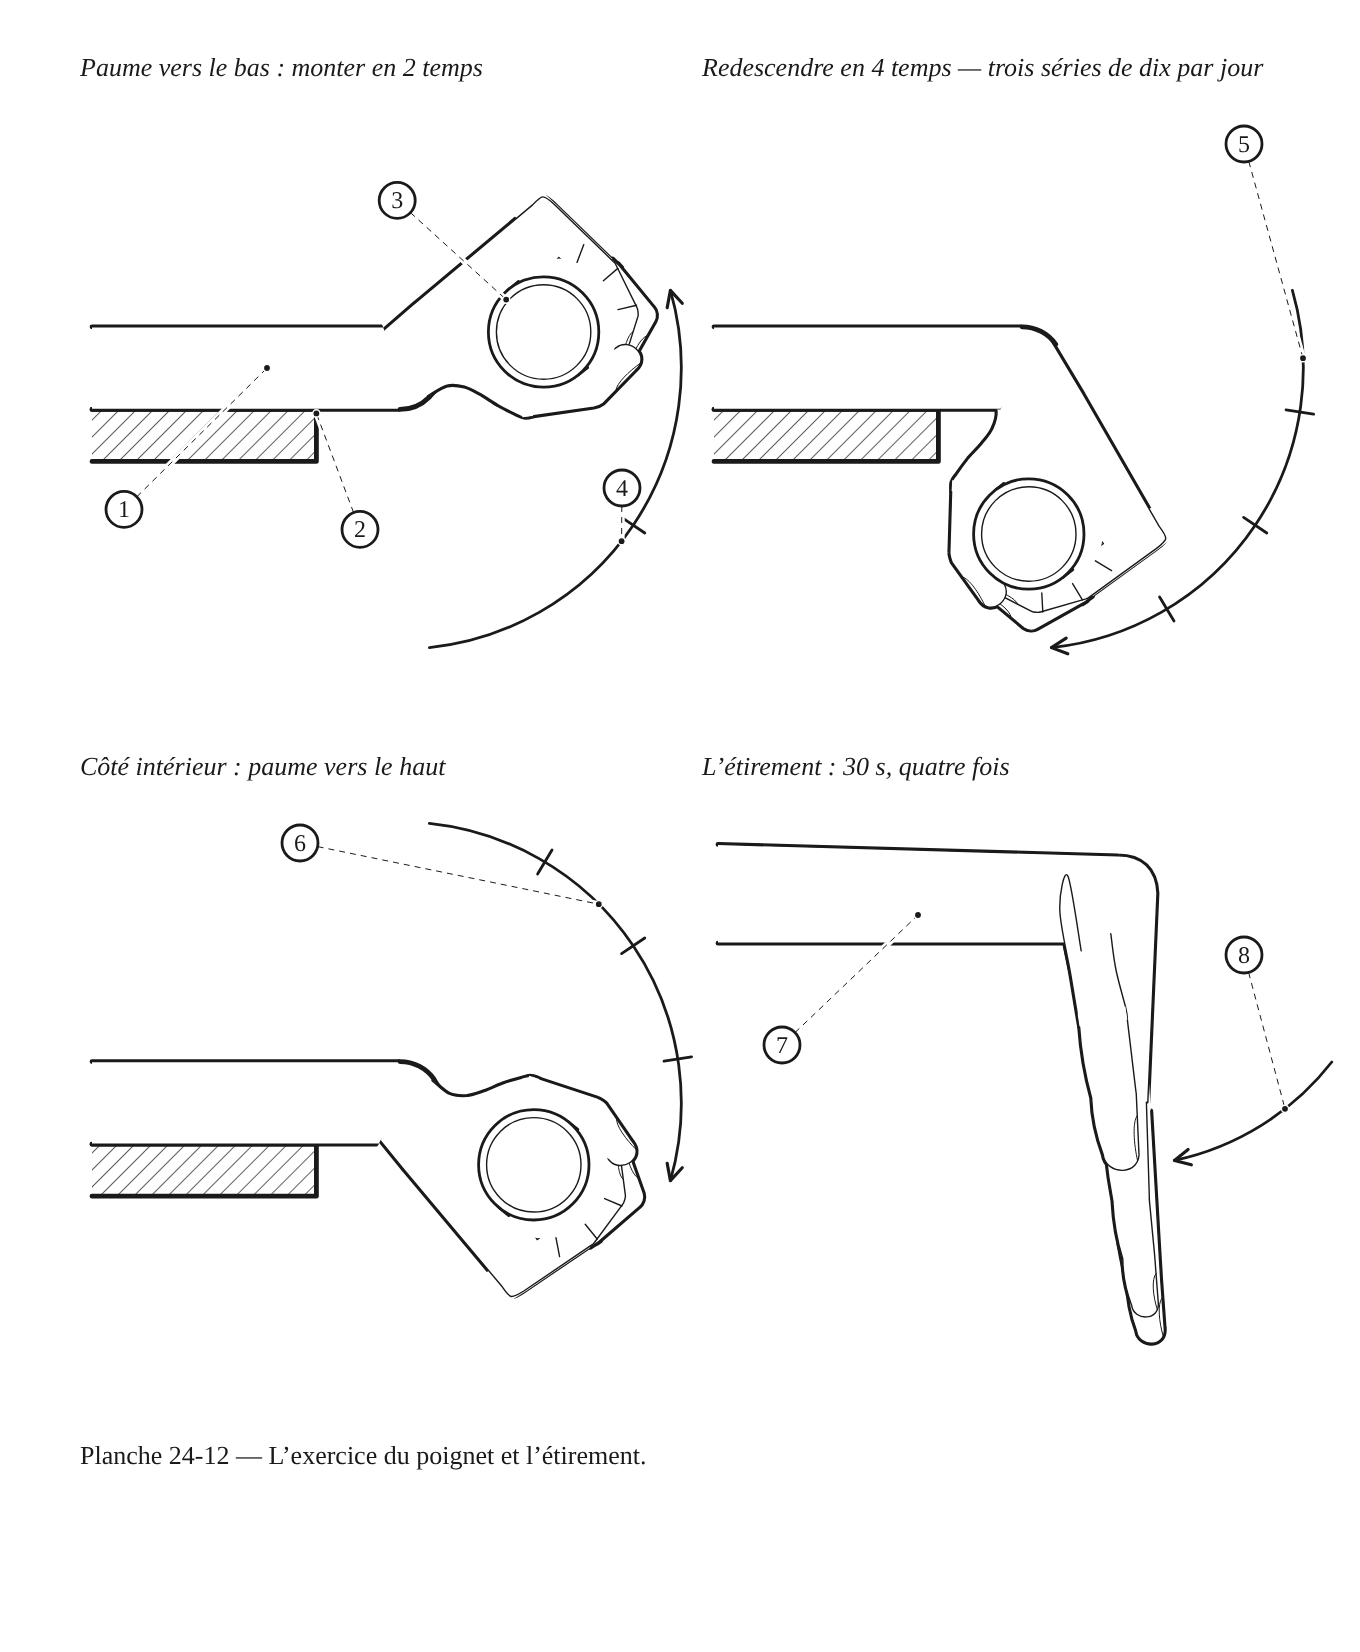 Paume vers le bas : monter en 2 temps
Redescendre en 4 temps — trois séries de dix par jour
5
3
4
1
2
Côté intérieur : paume vers le haut
L’étirement : 30 s, quatre fois
6
8
7
Planche 24-12 — L’exercice du poignet et l’étirement.